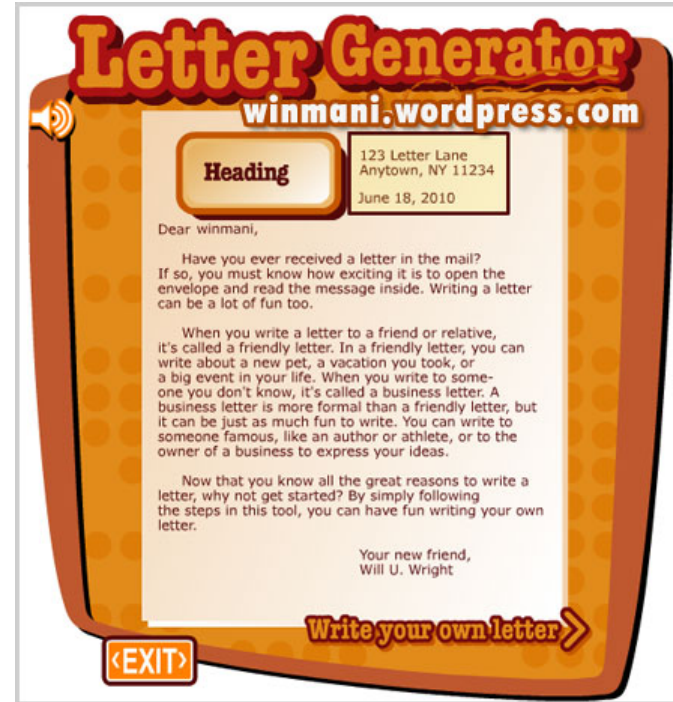 Letter Generator
winmani.wordpress.com
Heading
123 Letter Lane
Anytown, NY 11234
June 18, 2010
Dear winmani,
Have you ever received a letter in the mail?
If so, you must know how exciting it is to open the
envelope and read the message inside. Writing a letter
can be a lot of fun too.
When you write a letter to a friend or relative,
it's called a friendly letter. In a friendly letter, you can
write about a new pet, a vacation you took, or
a big event in your life. When you write to some-
one you don't know, it's called a business letter. A
business letter is more formal than a friendly letter, but
it can be just as much fun to write. You can write to
someone famous, like an author or athlete, or to the
owner of a business to express your ideas.
Now that you know all the great reasons to write a
letter, why not get started? By simply following
the steps in this tool, you can have fun writing your own
letter.
Your new friend,
Will U. Wright
Write your own letter
<EXIT>